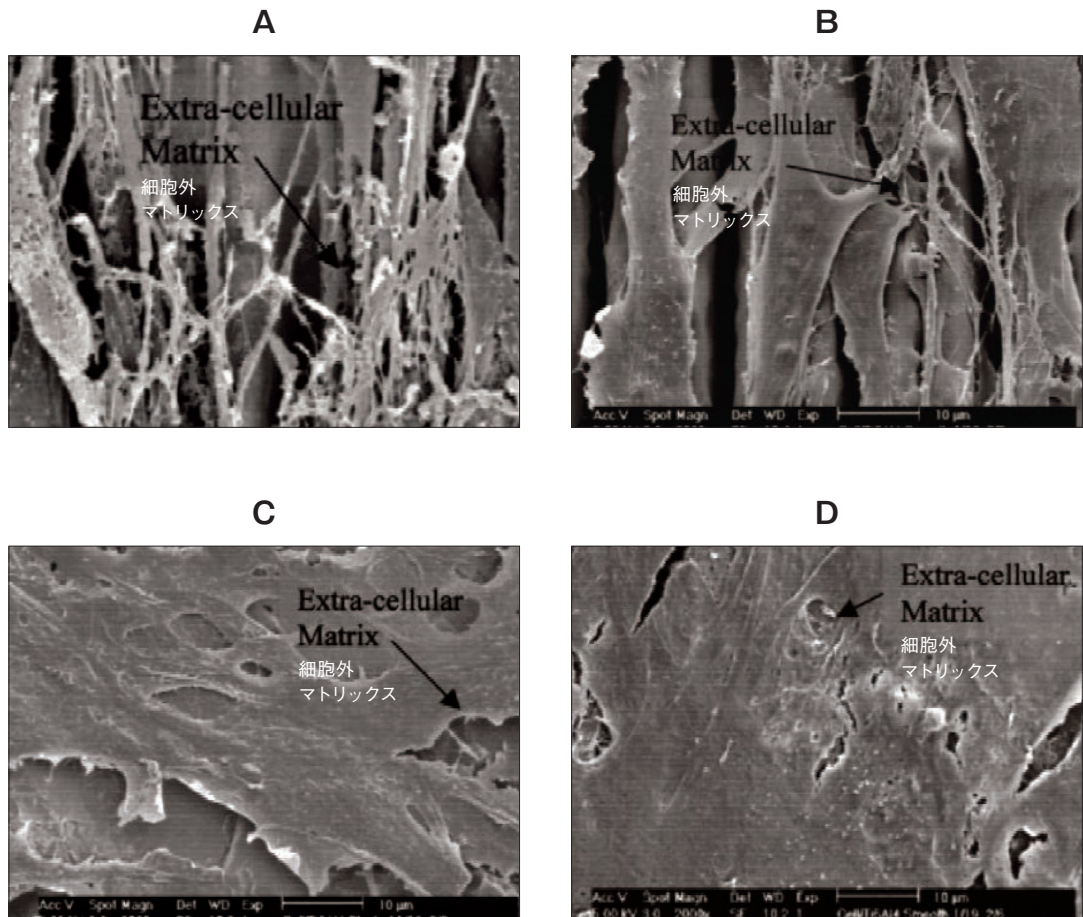 A
Extra-cellular
Matrix
細胞外
マトリックス
B
Extra-cellular
Matrix
細胞外
マトリックス
Acc V Spot Magn Det WD Exp 10 µm
C
Extra-cellular
Matrix
細胞外
マトリックス
Acc V Spot Magn Det WD Exp 10 µm
D
Extra-cellular
Matrix
細胞外
マトリックス
Acc V Spot Magn Det WD Exp 10 µm